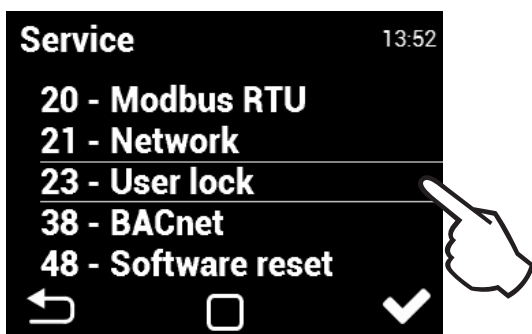 Service
13:52
20 - Modbus RTU
21 - Network
23 - User lock
38 - BACnet
48 - Software reset